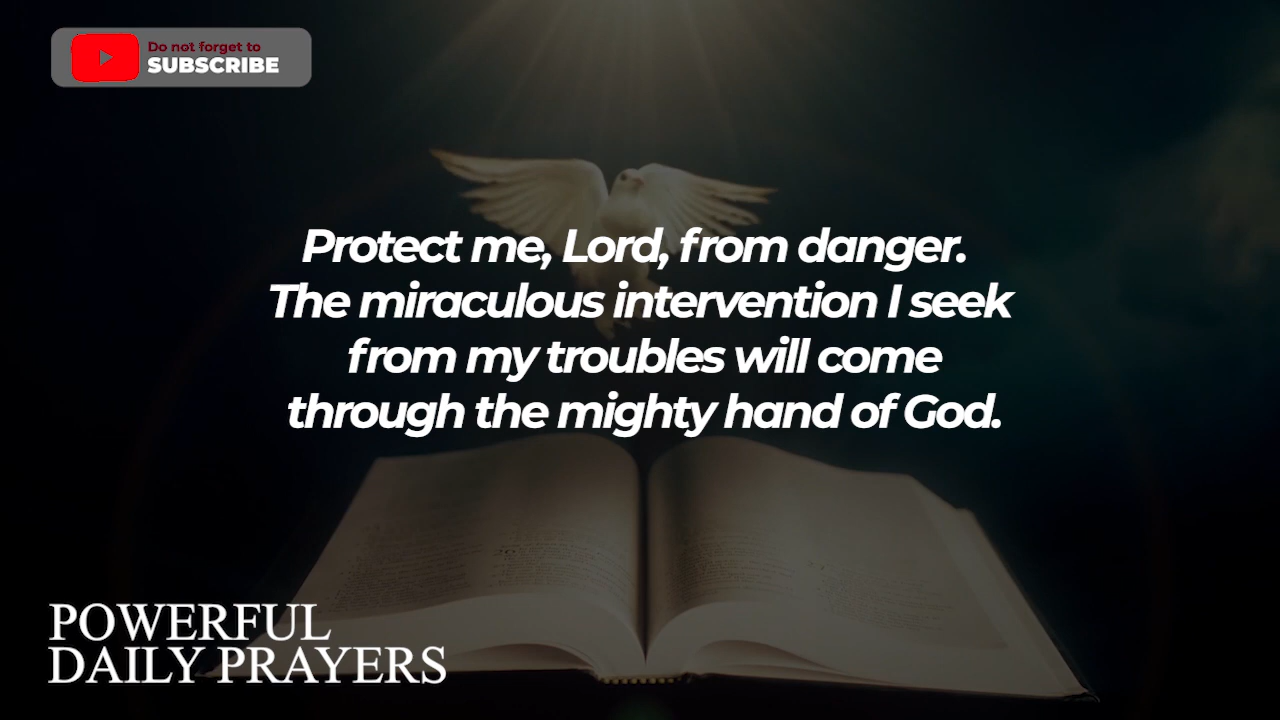 Do not forget to
SUBSCRIBE
Protect me, Lord, from danger.
The miraculous intervention I seek
from my troubles will come
through the mighty hand of God.
POWERFUL
DAILY PRAYERS